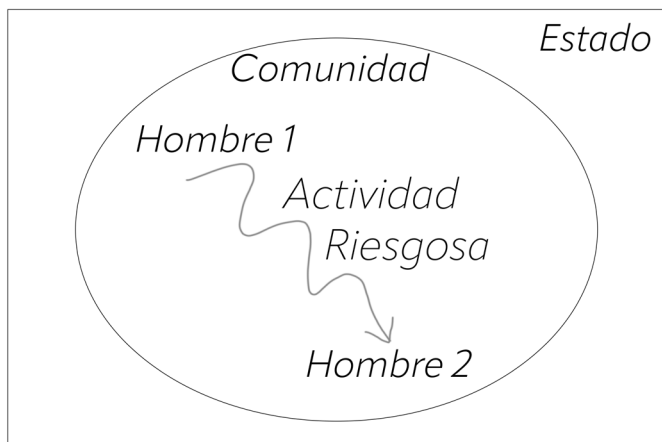 Estado
Comunidad
Hombre 1
Actividad
Riesgosa
Hombre 2